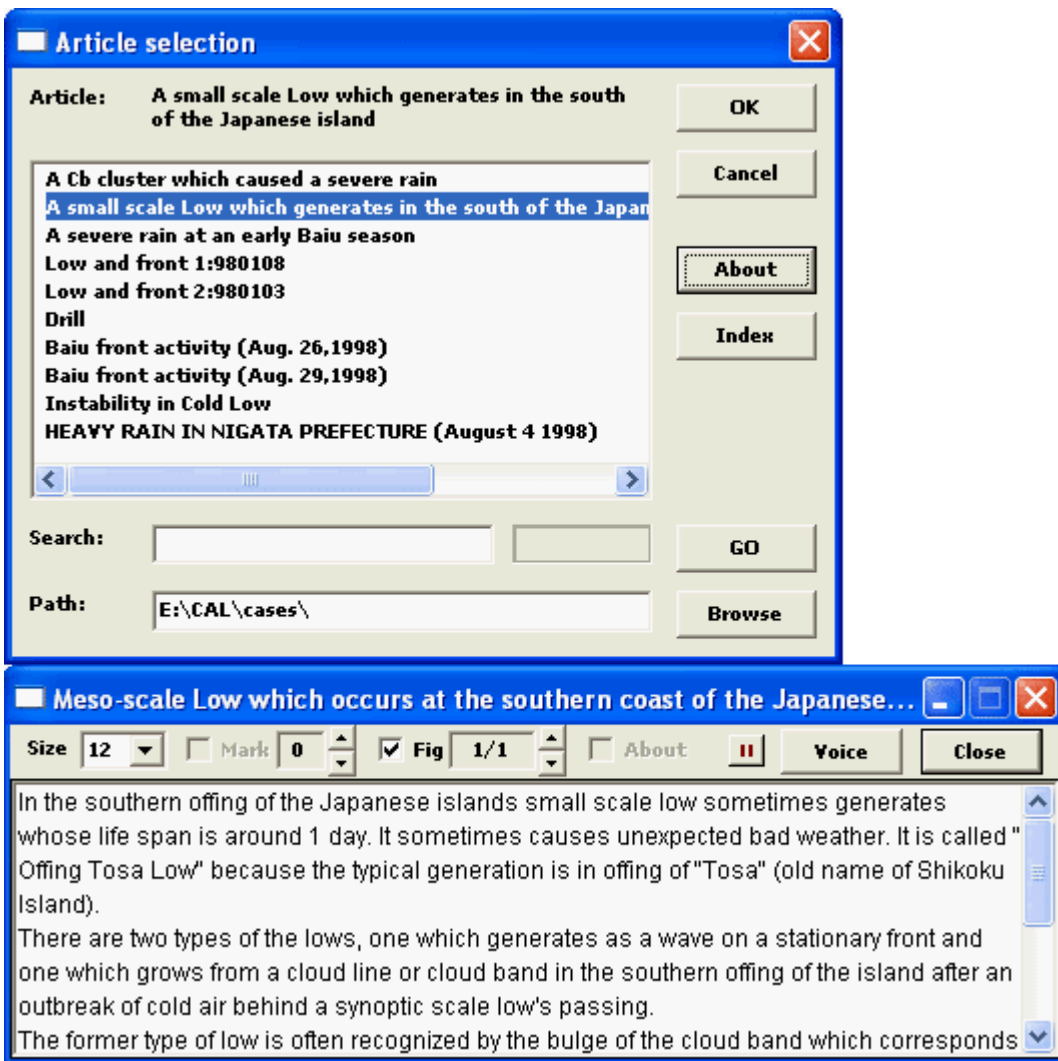 Article selection
Article: A small scale Low which generates in the south
of the Japanese island
OK
Cancel
A Cb cluster which caused a severe rain
A small scale Low which generates in the south of the Japan
A severe rain at an early Baiu season
Low and front 1:980108
Low and front 2:980103
Drill
Baiu front activity (Aug. 26,1998)
Baiu front activity (Aug. 29,1998)
Instability in Cold Low
HEAVY RAIN IN NIGATA PREFECTURE (August 4 1998)
About
Index
Search:
GO
Path: E:\CAL\cases\
Browse
Meso-scale Low which occurs at the southern coast of the Japanese...
Size 12 Mark 0 Fig 1/1 About Voice Close
In the southern offing of the Japanese islands small scale low sometimes generates
whose life span is around 1 day. It sometimes causes unexpected bad weather. It is called "
Offing Tosa Low" because the typical generation is in offing of "Tosa" (old name of Shikoku
Island).
There are two types of the lows, one which generates as a wave on a stationary front and
one which grows from a cloud line or cloud band in the southern offing of the island after an
outbreak of cold air behind a synoptic scale low's passing.
The former type of low is often recognized by the bulge of the cloud band which corresponds